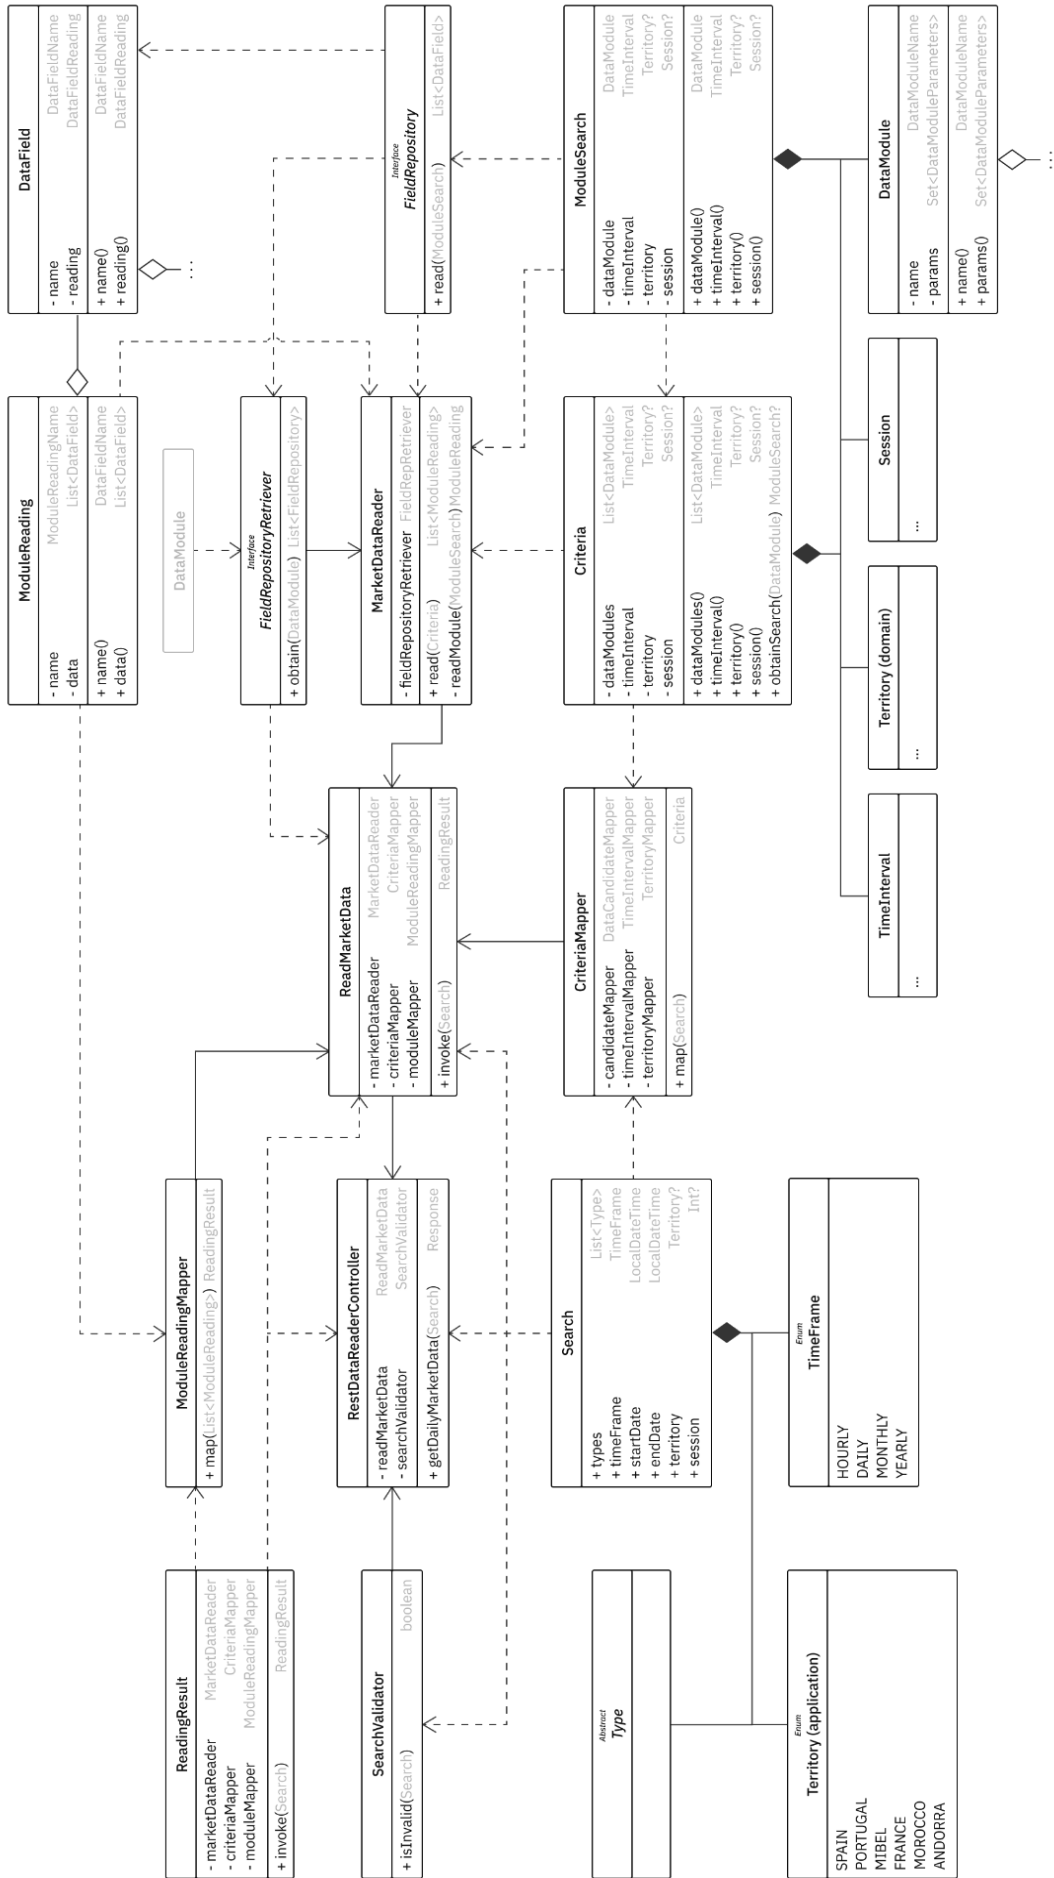 ReadingResult
- marketDataReader MarketDataReader
- criteriaMapper CriteriaMapper
- moduleMapper ModuleReadingMapper
+ invoke(Search) ReadingResult
ModuleReadingMapper
+ map(List<ModuleReading>) ReadingResult
ModuleReading
- name ModuleReadingName
- data List<DataField>
+ name() DataFieldName
+ data() List<DataField>
DataField
- name DataFieldName
- reading DataFieldReading
+ name() DataFieldName
+ reading() DataFieldReading
...
DataModule
Interface
FieldRepositoryRetriever
+ obtain(DataModule) List<FieldRepository>
SearchValidator
+ isInvalid(Search) boolean
RestDataReaderController
- readMarketData ReadMarketData
- searchValidator SearchValidator
+ getDailyMarketData(Search) Response
ReadMarketData
- marketDataReader MarketDataReader
- criteriaMapper CriteriaMapper
- moduleMapper ModuleReadingMapper
+ invoke(Search) ReadingResult
MarketDataReader
- fieldRepositoryRetriever FieldRepRetriever
+ read(Criteria) List<ModuleReading>
- readModule(ModuleSearch) ModuleReading
Interface
FieldRepository
+ read(ModuleSearch) List<DataField>
Abstract
Type
Search
+ types List<Type>
+ timeFrame TimeFrame
+ startDate LocalDateTime
+ endDate LocalDateTime
+ territory Territory?
+ session Int?
CriteriaMapper
- candidateMapper DataCandidateMapper
- timeIntervalMapper TimeIntervalMapper
- territoryMapper TerritoryMapper
+ map(Search) Criteria
Criteria
- dataModules List<DataModule>
- timeInterval TimeInterval
- territory Territory?
- session Session?
+ dataModules() List<DataModule>
+ timeInterval() TimeInterval
+ territory() Territory?
+ session() Session?
+ obtainSearch(DataModule) ModuleSearch?
ModuleSearch
- dataModule DataModule
- timeInterval TimeInterval
- territory Territory?
- session Session?
+ dataModule() DataModule
+ timeInterval() TimeInterval
+ territory() Territory?
+ session() Session?
Enum
Territory (application)
SPAIN
PORTUGAL
MIBEL
FRANCE
MOROCCO
ANDORRA
Enum
TimeFrame
HOURLY
DAILY
MONTHLY
YEARLY
TimeInterval
...
Territory (domain)
...
Session
...
DataModule
- name DataModuleName
- params Set<DataModuleParameters>
+ name() DataModuleName
+ params() Set<DataModuleParameters>
...